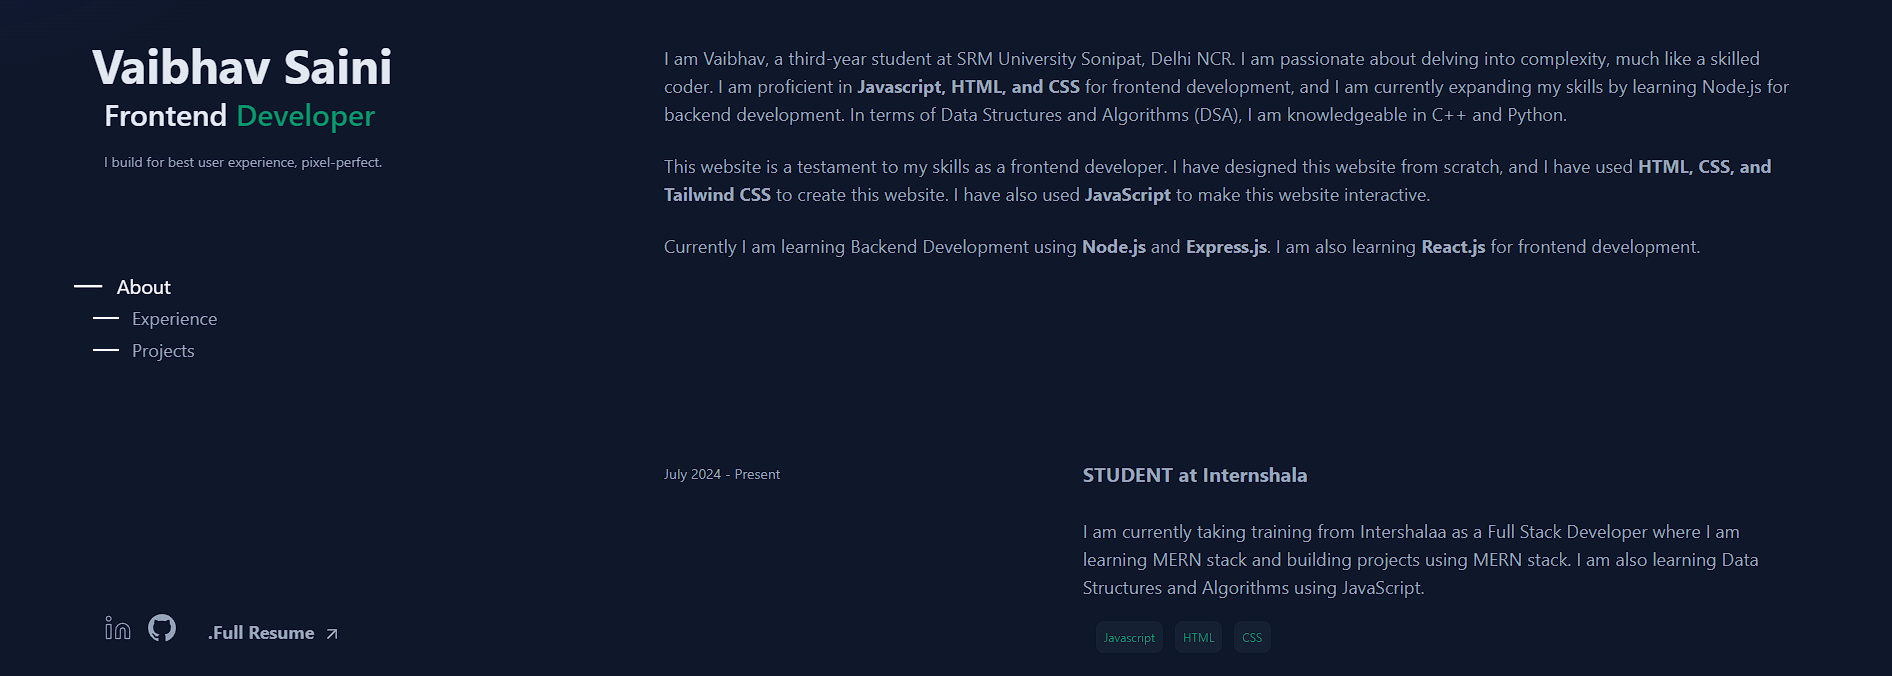 Vaibhav Saini
Frontend Developer
I build for best user experience, pixel-perfect.
About
Experience
Projects
in
.Full Resume
I am Vaibhav, a third-year student at SRM University Sonipat, Delhi NCR. I am passionate about delving into complexity, much like a skilled
coder. I am proficient in Javascript, HTML, and CSS for frontend development, and I am currently expanding my skills by learning Node.js for
backend development. In terms of Data Structures and Algorithms (DSA), I am knowledgeable in C++ and Python.
This website is a testament to my skills as a frontend developer. I have designed this website from scratch, and I have used HTML, CSS, and
Tailwind CSS to create this website. I have also used JavaScript to make this website interactive.
Currently I am learning Backend Development using Node.js and Express.js. I am also learning React.js for frontend development.
July 2024 - Present
STUDENT at Internshala
I am currently taking training from Intershalaa as a Full Stack Developer where I am
learning MERN stack and building projects using MERN stack. I am also learning Data
Structures and Algorithms using JavaScript.
Javascript HTML CSS